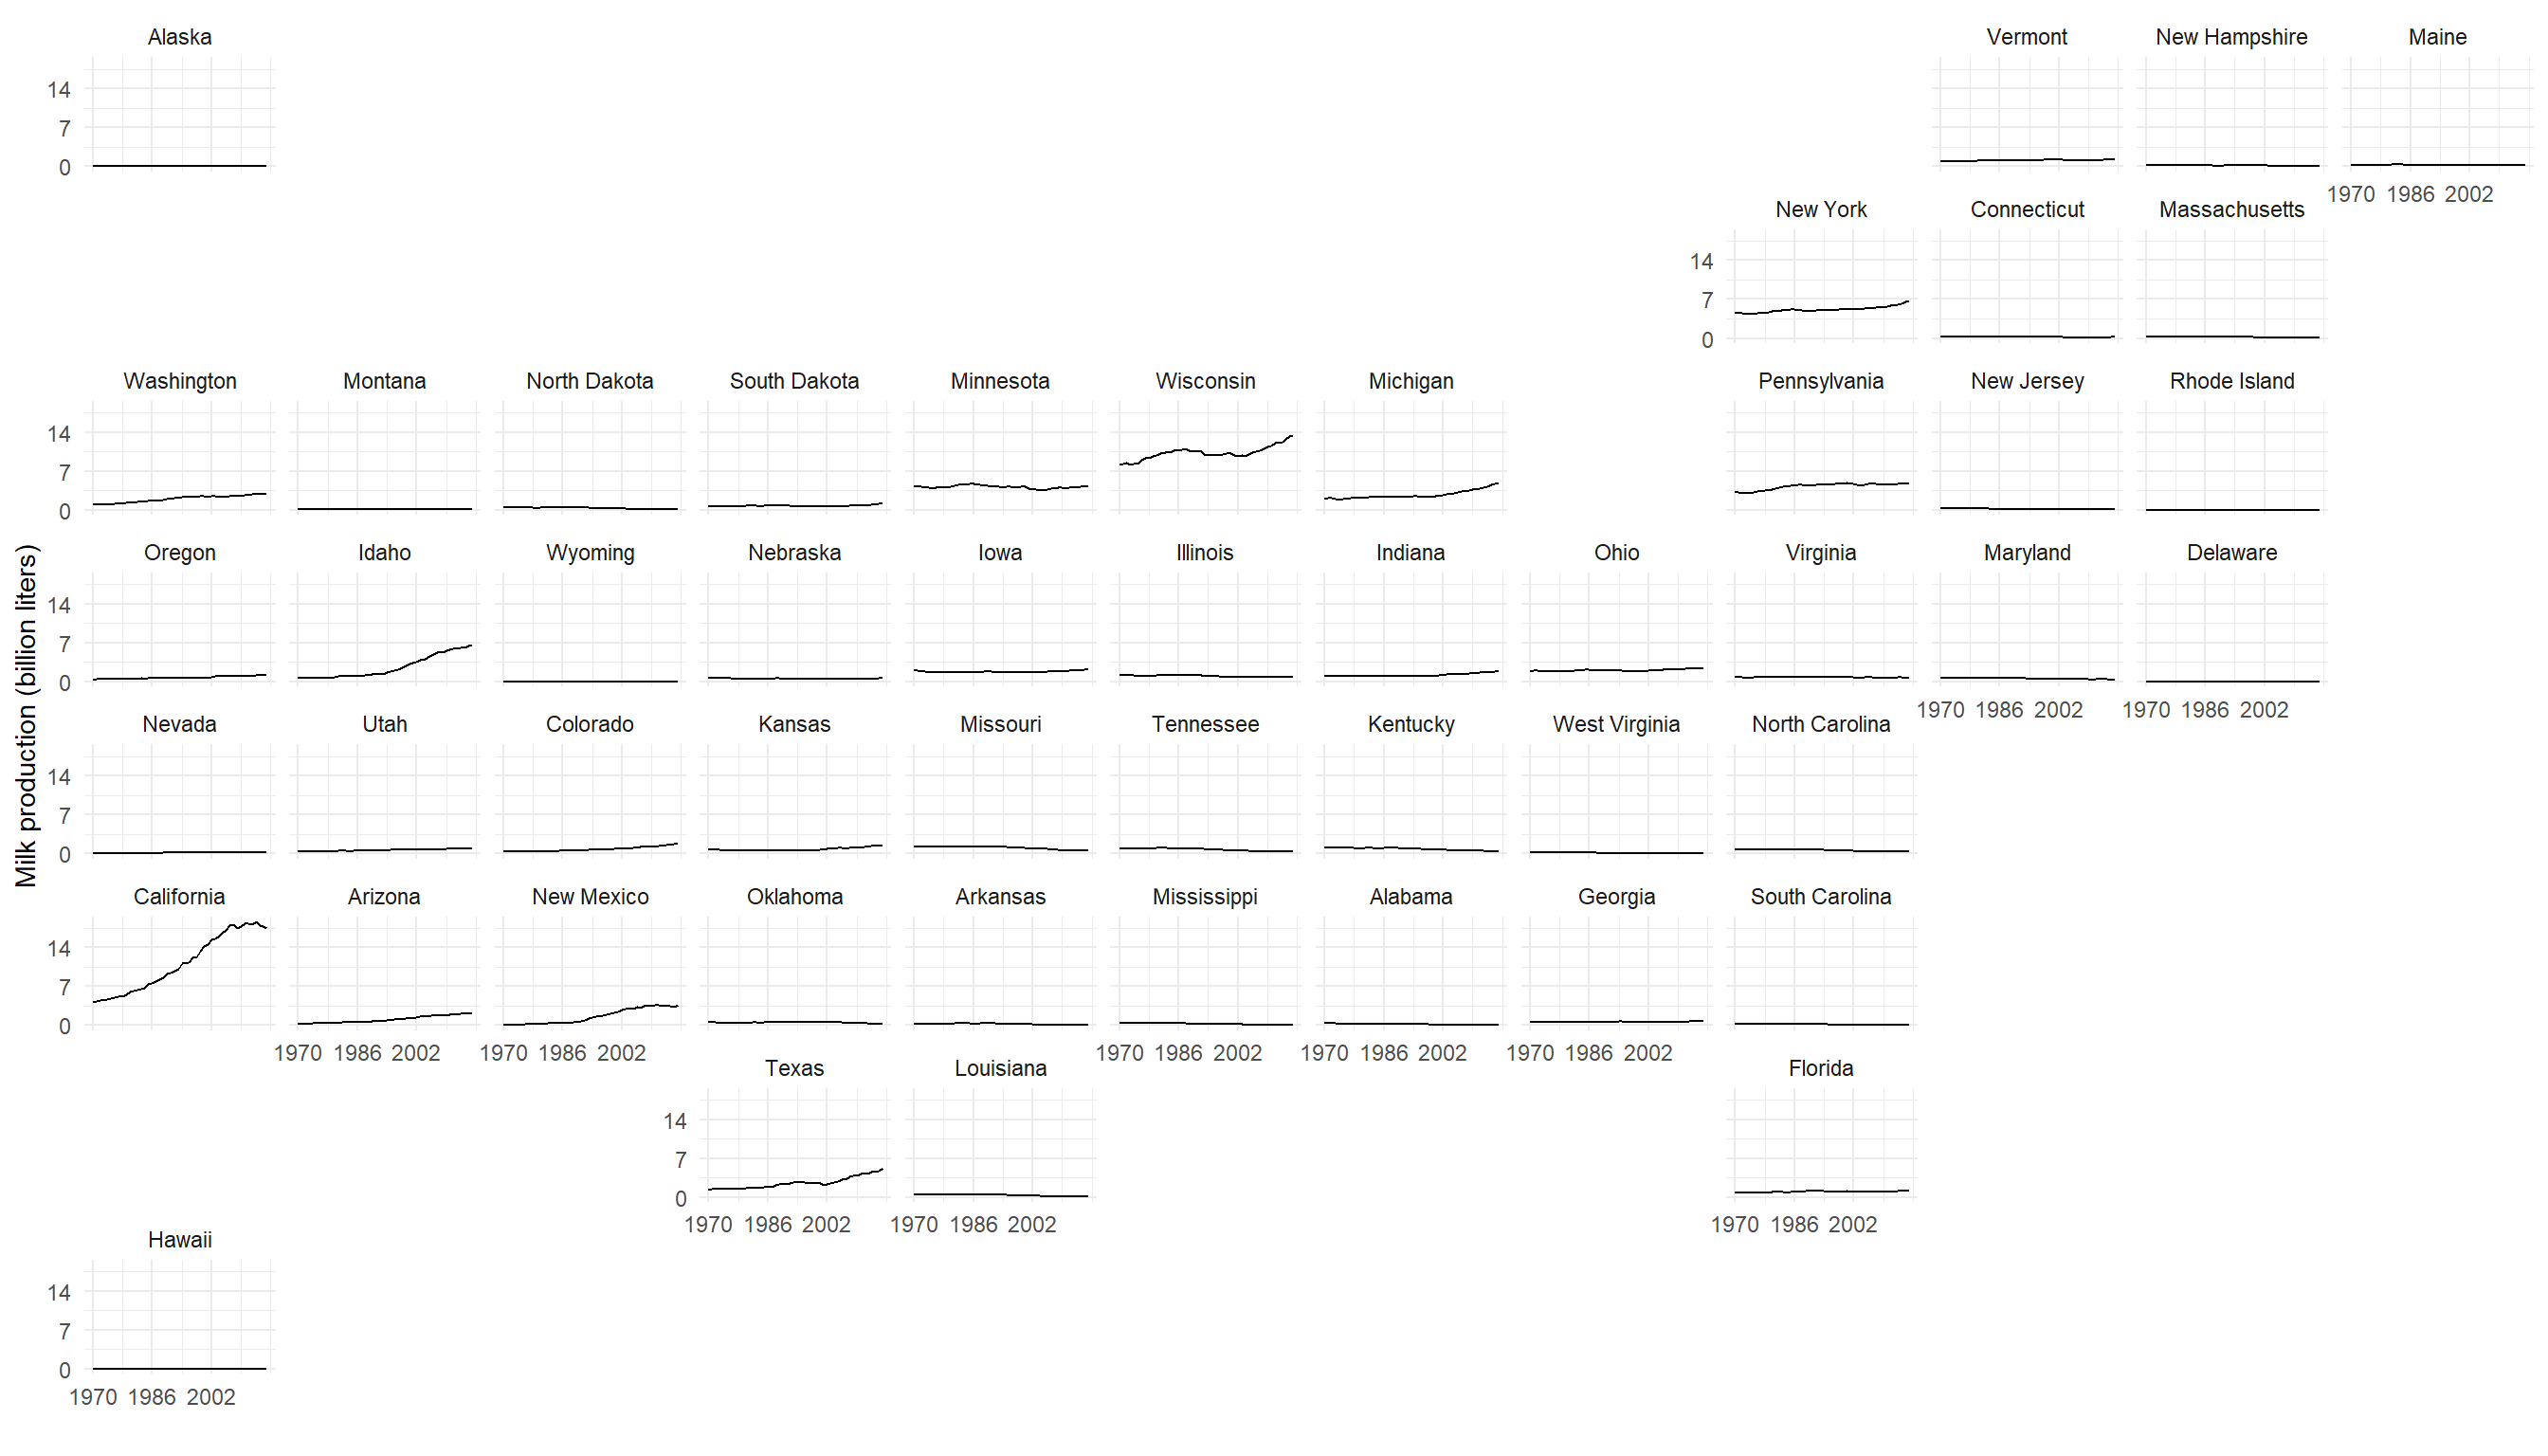 Alaska
Vermont
New Hampshire
Maine
14
7
0
1970 1986 2002
New York
Connecticut
Massachusetts
14
7
0
Washington
Montana
North Dakota
South Dakota
Minnesota
Wisconsin
Michigan
Pennsylvania
New Jersey
Rhode Island
14
7
0
Milk production (billion liters)
Oregon
Idaho
Wyoming
Nebraska
Iowa
Illinois
Indiana
Ohio
Virginia
Maryland
Delaware
14
7
0
1970 1986 2002
1970 1986 2002
Nevada
Utah
Colorado
Kansas
Missouri
Tennessee
Kentucky
West Virginia
North Carolina
14
7
0
California
Arizona
New Mexico
Oklahoma
Arkansas
Mississippi
Alabama
Georgia
South Carolina
14
7
0
1970 1986 2002
1970 1986 2002
1970 1986 2002
1970 1986 2002
1970 1986 2002
Texas
Louisiana
Florida
14
7
0
1970 1986 2002
1970 1986 2002
1970 1986 2002
Hawaii
14
7
0
1970 1986 2002